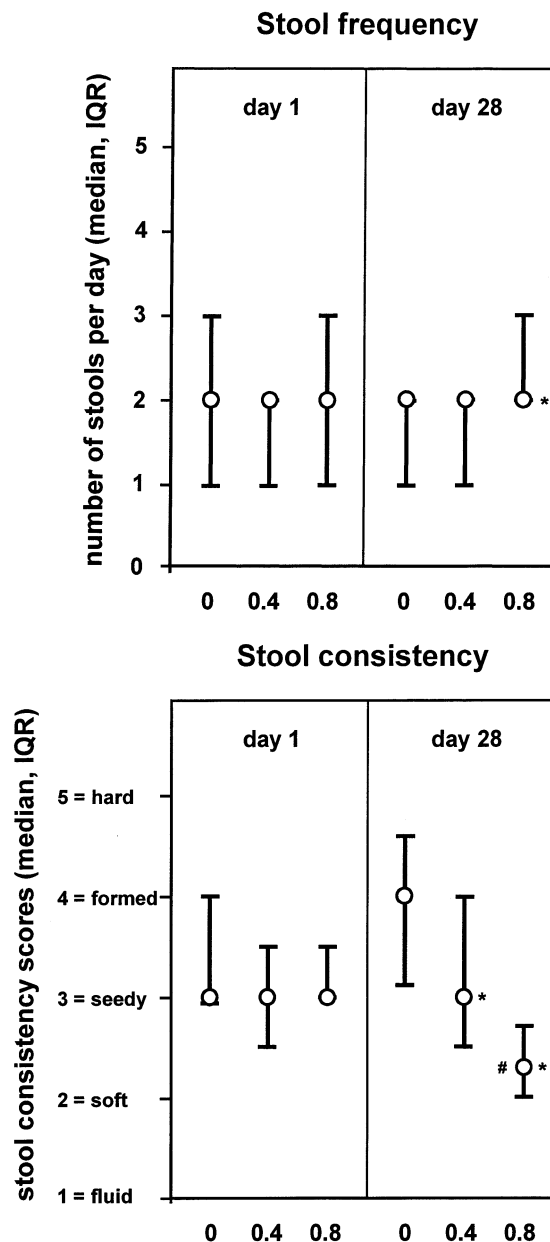 Stool frequency
number of stools per day (median, IQR)
day 1
day 28
5
4
3
2
1
0
*
0 0.4 0.8 0 0.4 0.8
Stool consistency
stool consistency scores (median, IQR)
day 1
day 28
5 = hard
4 = formed
3 = seedy
2 = soft
1 = fluid
*
# *
0 0.4 0.8 0 0.4 0.8